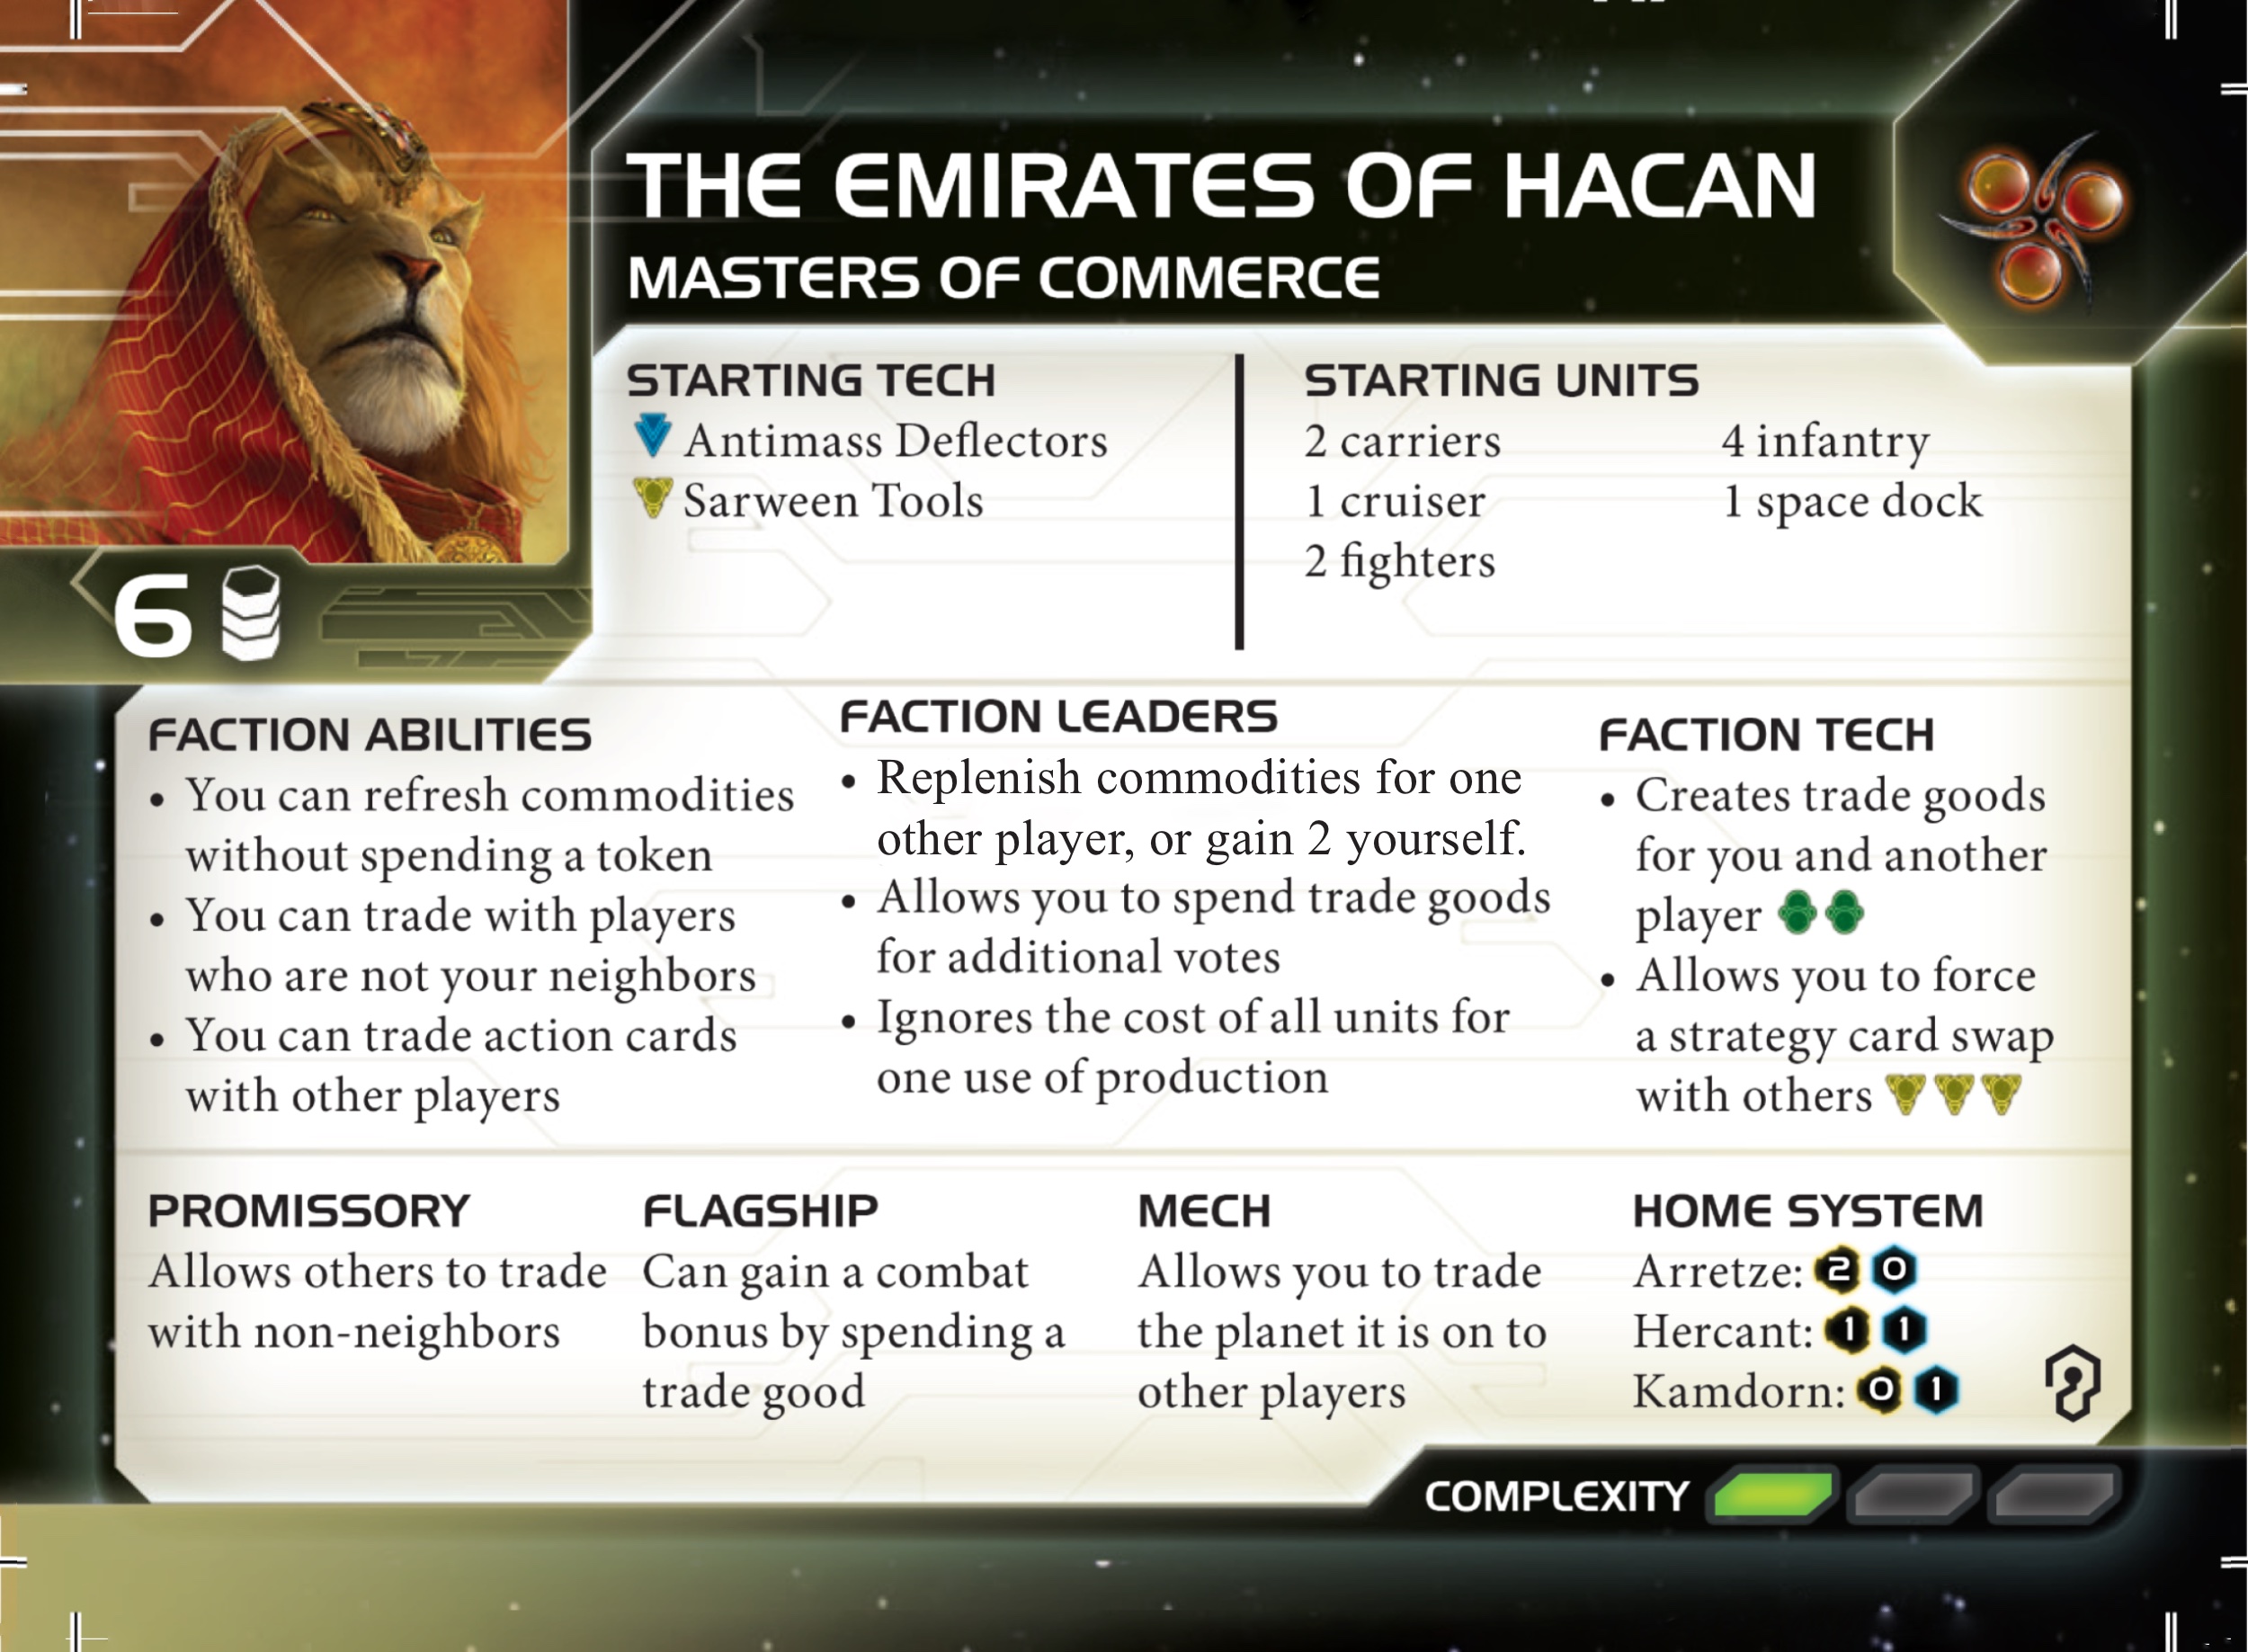 THE EMIRATES OF HACAN
MASTERS OF COMMERCE
6
STARTING TECH
Antimass Deflectors
Sarween Tools
STARTING UNITS
2 carriers
1 cruiser
2 fighters
4 infantry
1 space dock
FACTION ABILITIES
• You can refresh commodities
without spending a token
• You can trade with players
who are not your neighbors
• You can trade action cards
with other players
FACTION LEADERS
• Replenish commodities for one
other player, or gain 2 yourself.
• Allows you to spend trade goods
for additional votes
• Ignores the cost of all units for
one use of production
FACTION TECH
• Creates trade goods
for you and another
player
• Allows you to force
a strategy card swap
with others
PROMISSORY
Allows others to trade
with non-neighbors
FLAGSHIP
Can gain a combat
bonus by spending a
trade good
MECH
Allows you to trade
the planet it is on to
other players
HOME SYSTEM
Arretze: 2 0
Hercant: 1 1
Kamdorn: 0 1
COMPLEXITY